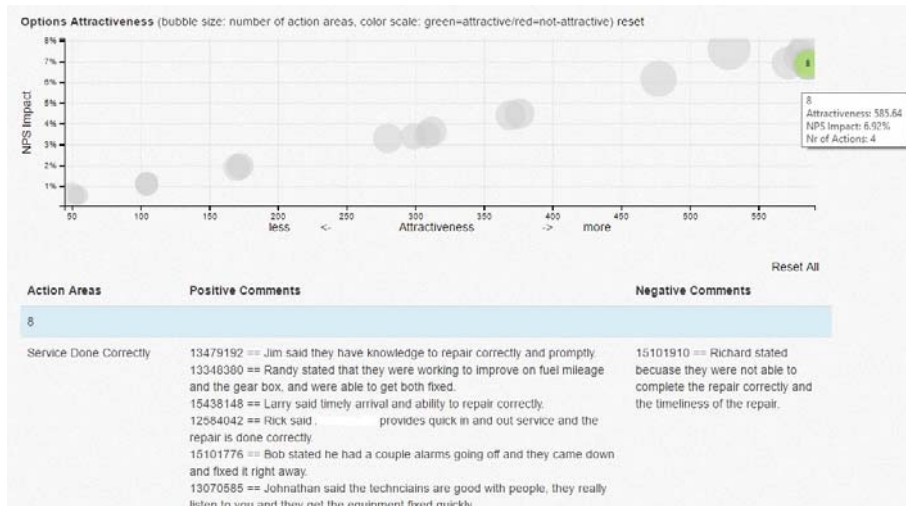 Options Attractiveness (bubble size: number of action areas, color scale: green=attractive/red=not-attractive) reset
8%
7%
6%
5%
4%
3%
2%
1%
NPS Impact
8
8
Attractiveness: 585.64
NPS Impact: 6.92%
Nr of Actions: 4
50 100 150 200 250 300 350 400 450 500 550
less <- Attractiveness -> more
Reset All
Action Areas Positive Comments Negative Comments
8
Service Done Correctly
13479192 == Jim said they have knowledge to repair correctly and promptly.
13348380 == Randy stated that they were working to improve on fuel mileage
and the gear box, and were able to get both fixed.
15438148 == Larry said timely arrival and ability to repair correctly.
12584042 == Rick said . provides quick in and out service and the
repair is done correctly.
15101776 == Bob stated he had a couple alarms going off and they came down
and fixed it right away.
13070585 == Johnathan said the techncians are good with people, they really
listen to you and they get the equipment fixed quickly.
15101910 == Richard stated
becuase they were not able to
complete the repair correctly and
the timeliness of the repair.